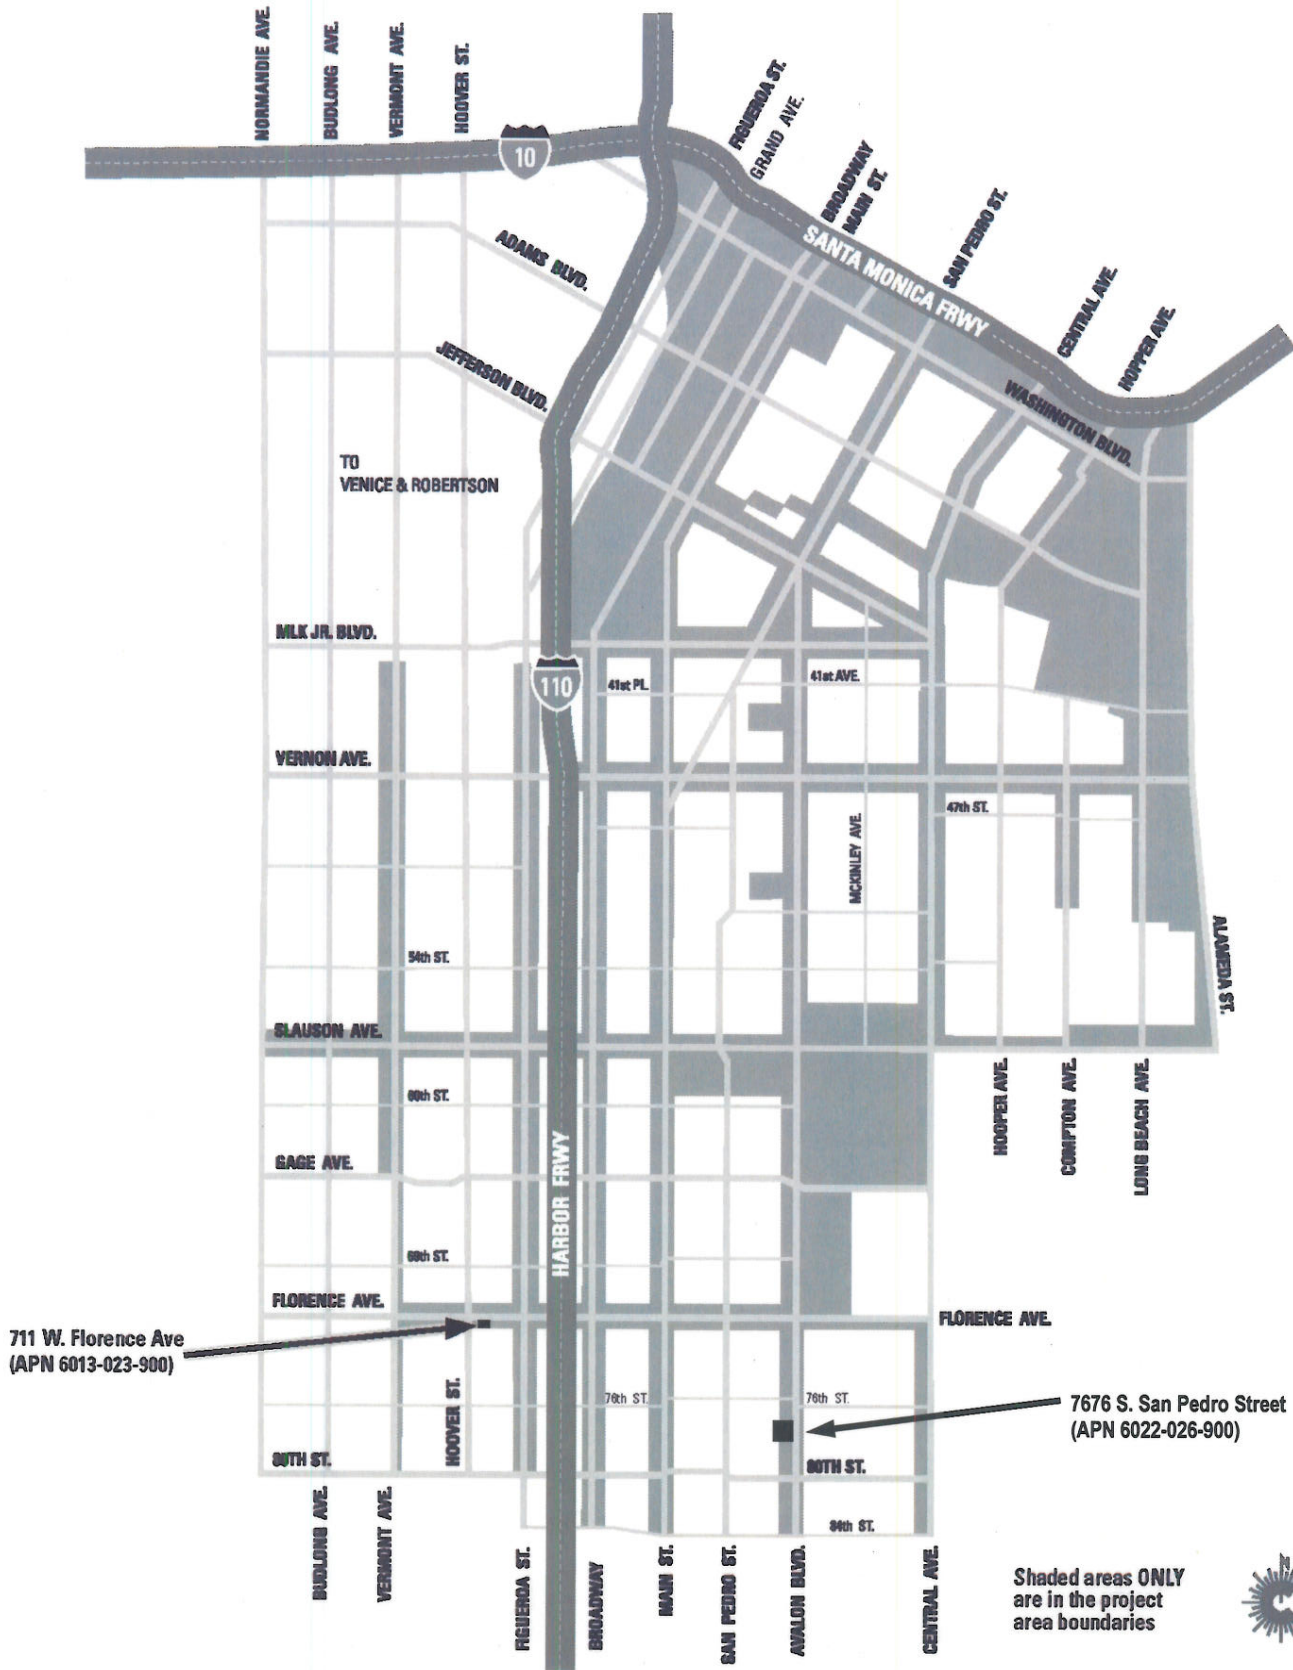 NORMANDIE AVE.
BUDLONG AVE.
VERMONT AVE.
HOOVER ST.
FIGUEROA ST.
GRAND AVE.
BROADWAY
MAIN ST.
SAN PEDRO ST.
CENTRAL AVE.
HOPPER AVE.
10
SANTA MONICA FRWY
ADAMS BLVD.
JEFFERSON BLVD.
WASHINGTON BLVD.
TO
VENICE & ROBERTSON
MLK JR. BLVD.
110
41st PL.
41st AVE.
VERNON AVE.
47th ST.
MCKINLEY AVE.
54th ST.
ALAMEDA ST.
SLAUSON AVE.
60th ST.
HOOPER AVE.
COMPTON AVE.
LONG BEACH AVE.
GAGE AVE.
HARBOR FRWY
69th ST.
FLORENCE AVE.
FLORENCE AVE.
711 W. Florence Ave
(APN 6013-023-900)
HOOVER ST.
76th ST.
76th ST.
7676 S. San Pedro Street
(APN 6022-026-900)
80TH ST.
80TH ST.
84th ST.
BUDLONG AVE.
VERMONT AVE.
FIGUEROA ST.
BROADWAY
MAIN ST.
SAN PEDRO ST.
AVALON BLVD.
CENTRAL AVE.
Shaded areas ONLY
are in the project
area boundaries